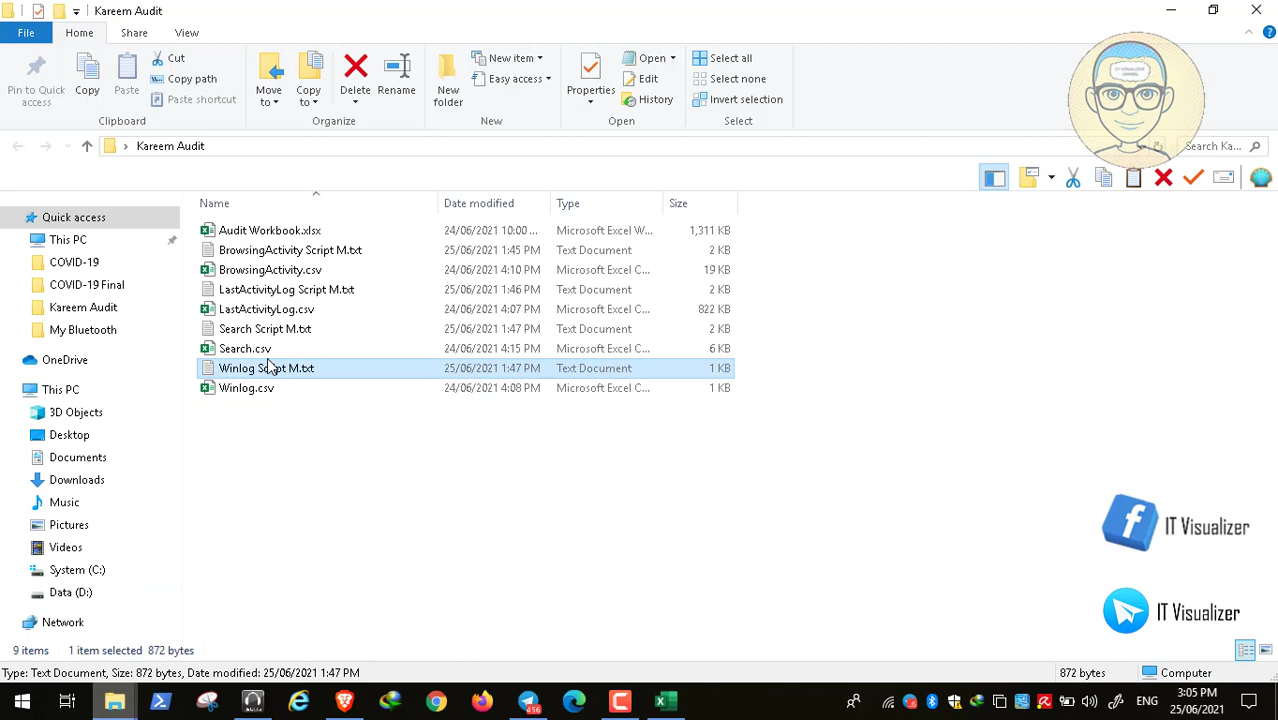 Kareem Audit
File Home Share View
Pin to Quick access
Copy
Paste
Cut
Copy path
Paste shortcut
Clipboard
Move to
Copy to
Delete
Rename
Organize
New folder
New item
Easy access
New
Properties
Open
Edit
History
Open
Select all
Select none
Invert selection
Select
Kareem Audit
Search Ka...
Name Date modified Type Size
Audit Workbook.xlsx 24/06/2021 10:00 ... Microsoft Excel W... 1,311 KB
BrowsingActivity Script M.txt 25/06/2021 1:45 PM Text Document 2 KB
BrowsingActivity.csv 24/06/2021 4:10 PM Microsoft Excel C... 19 KB
LastActivityLog Script M.txt 25/06/2021 1:46 PM Text Document 2 KB
LastActivityLog.csv 24/06/2021 4:07 PM Microsoft Excel C... 822 KB
Search Script M.txt 25/06/2021 1:47 PM Text Document 2 KB
Search.csv 24/06/2021 4:15 PM Microsoft Excel C... 6 KB
Winlog Script M.txt 25/06/2021 1:47 PM Text Document 1 KB
Winlog.csv 24/06/2021 4:08 PM Microsoft Excel C... 1 KB
Quick access
This PC
COVID-19
COVID-19 Final
Kareem Audit
My Bluetooth
OneDrive
This PC
3D Objects
Desktop
Documents
Downloads
Music
Pictures
Videos
System (C:)
Data (D:)
Network
IT Visualizer
IT Visualizer
9 items 1 item selected 872 bytes
Type: Text Document, Size: 872 bytes, Date modified: 25/06/2021 1:47 PM 872 bytes Computer
456
ENG
3:05 PM
25/06/2021